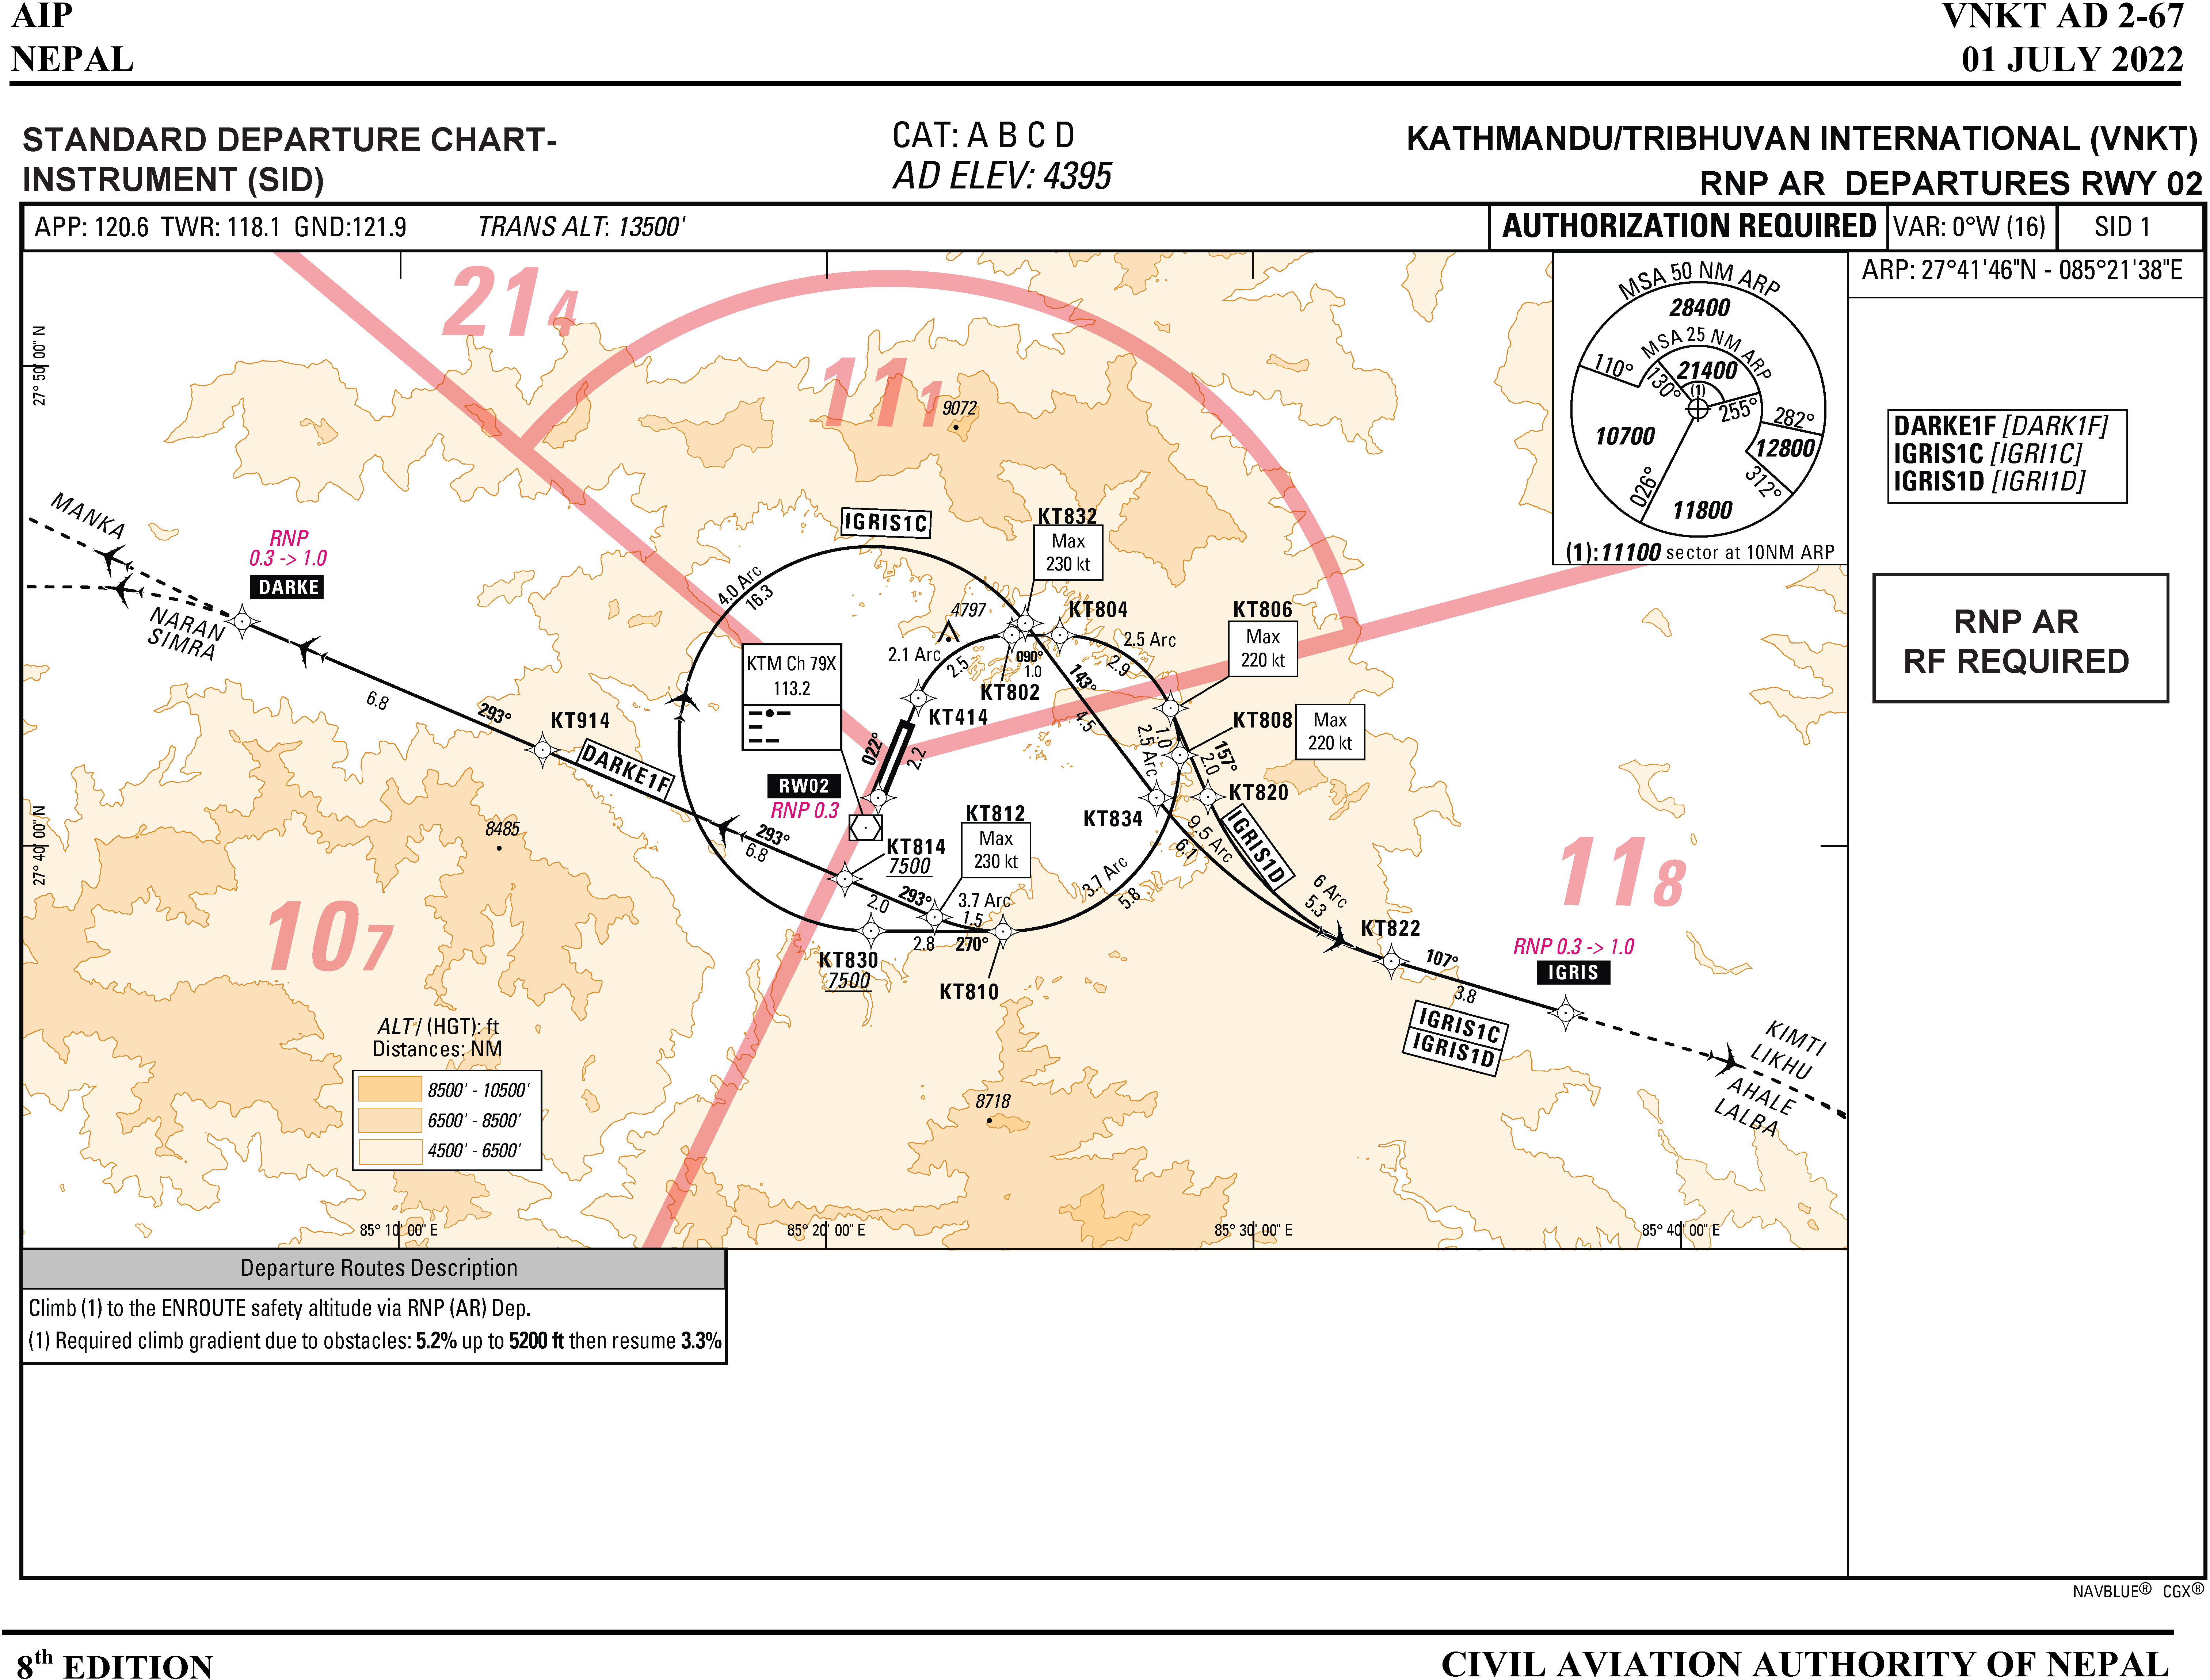 AIP
NEPAL
VNKT AD 2-67
01 JULY 2022
STANDARD DEPARTURE CHART-
INSTRUMENT (SID)
CAT: A B C D
AD ELEV: 4395
KATHMANDU/TRIBHUVAN INTERNATIONAL (VNKT)
RNP AR DEPARTURES RWY 02
APP: 120.6 TWR: 118.1 GND:121.9
TRANS ALT: 13500'
AUTHORIZATION REQUIRED
VAR: 0°W (16)
SID 1
ARP: 27°41'46"N - 085°21'38"E
DARKE1F [DARK1F]
IGRIS1C [IGRI1C]
IGRIS1D [IGRI1D]
RNP AR
RF REQUIRED
MSA 50 NM ARP
28400
MSA 25 NM ARP
21400
(1)
110°
130°
255°
282°
12800
312°
10700
026°
11800
(1):11100 sector at 10NM ARP
21 4
11 1
10 7
11 8
27° 50' 00" N
27° 40' 00" N
9072
MANKA
RNP
0.3 -> 1.0
DARKE
NARAN
SIMRA
6.8
293°
KT914
DARKE1F
IGRIS1C
4.0 Arc
16.3
KT832
Max
230 kt
4797
KT804
2.5 Arc
2.9
KT806
Max
220 kt
2.1 Arc
2.5
090°
1.0
KT802
143°
4.5
KTM Ch 79X
113.2
KT414
022°
2.2
RW02
RNP 0.3
KT808
Max
220 kt
1.0
2.5 Arc
157°
2.0
KT820
KT834
IGRIS1D
9.5 Arc
6.1
6 Arc
5.3
3.7 Arc
5.8
KT812
Max
230 kt
KT814
7500
293°
6.8
293°
2.0
3.7 Arc
1.5
2.8
270°
KT830
7500
KT810
8485
KT822
107°
3.8
RNP 0.3 -> 1.0
IGRIS
IGRIS1C
IGRIS1D
KIMTI
LIKHU
AHALE
LALBA
8718
ALT/ (HGT): ft
Distances: NM
8500' - 10500'
6500' - 8500'
4500' - 6500'
85° 10' 00" E
85° 20' 00" E
85° 30' 00" E
85° 40' 00" E
Departure Routes Description
Climb (1) to the ENROUTE safety altitude via RNP (AR) Dep.
(1) Required climb gradient due to obstacles: 5.2% up to 5200 ft then resume 3.3%
NAVBLUE® CGX®
8th EDITION
CIVIL AVIATION AUTHORITY OF NEPAL